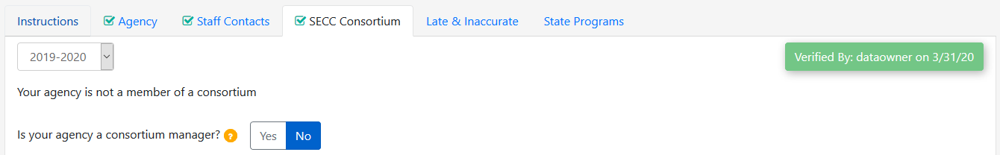 Instructions Agency Staff Contacts SECC Consortium Late & Inaccurate State Programs
2019-2020 Verified By: dataowner on 3/31/20
Your agency is not a member of a consortium
Is your agency a consortium manager? ? Yes No